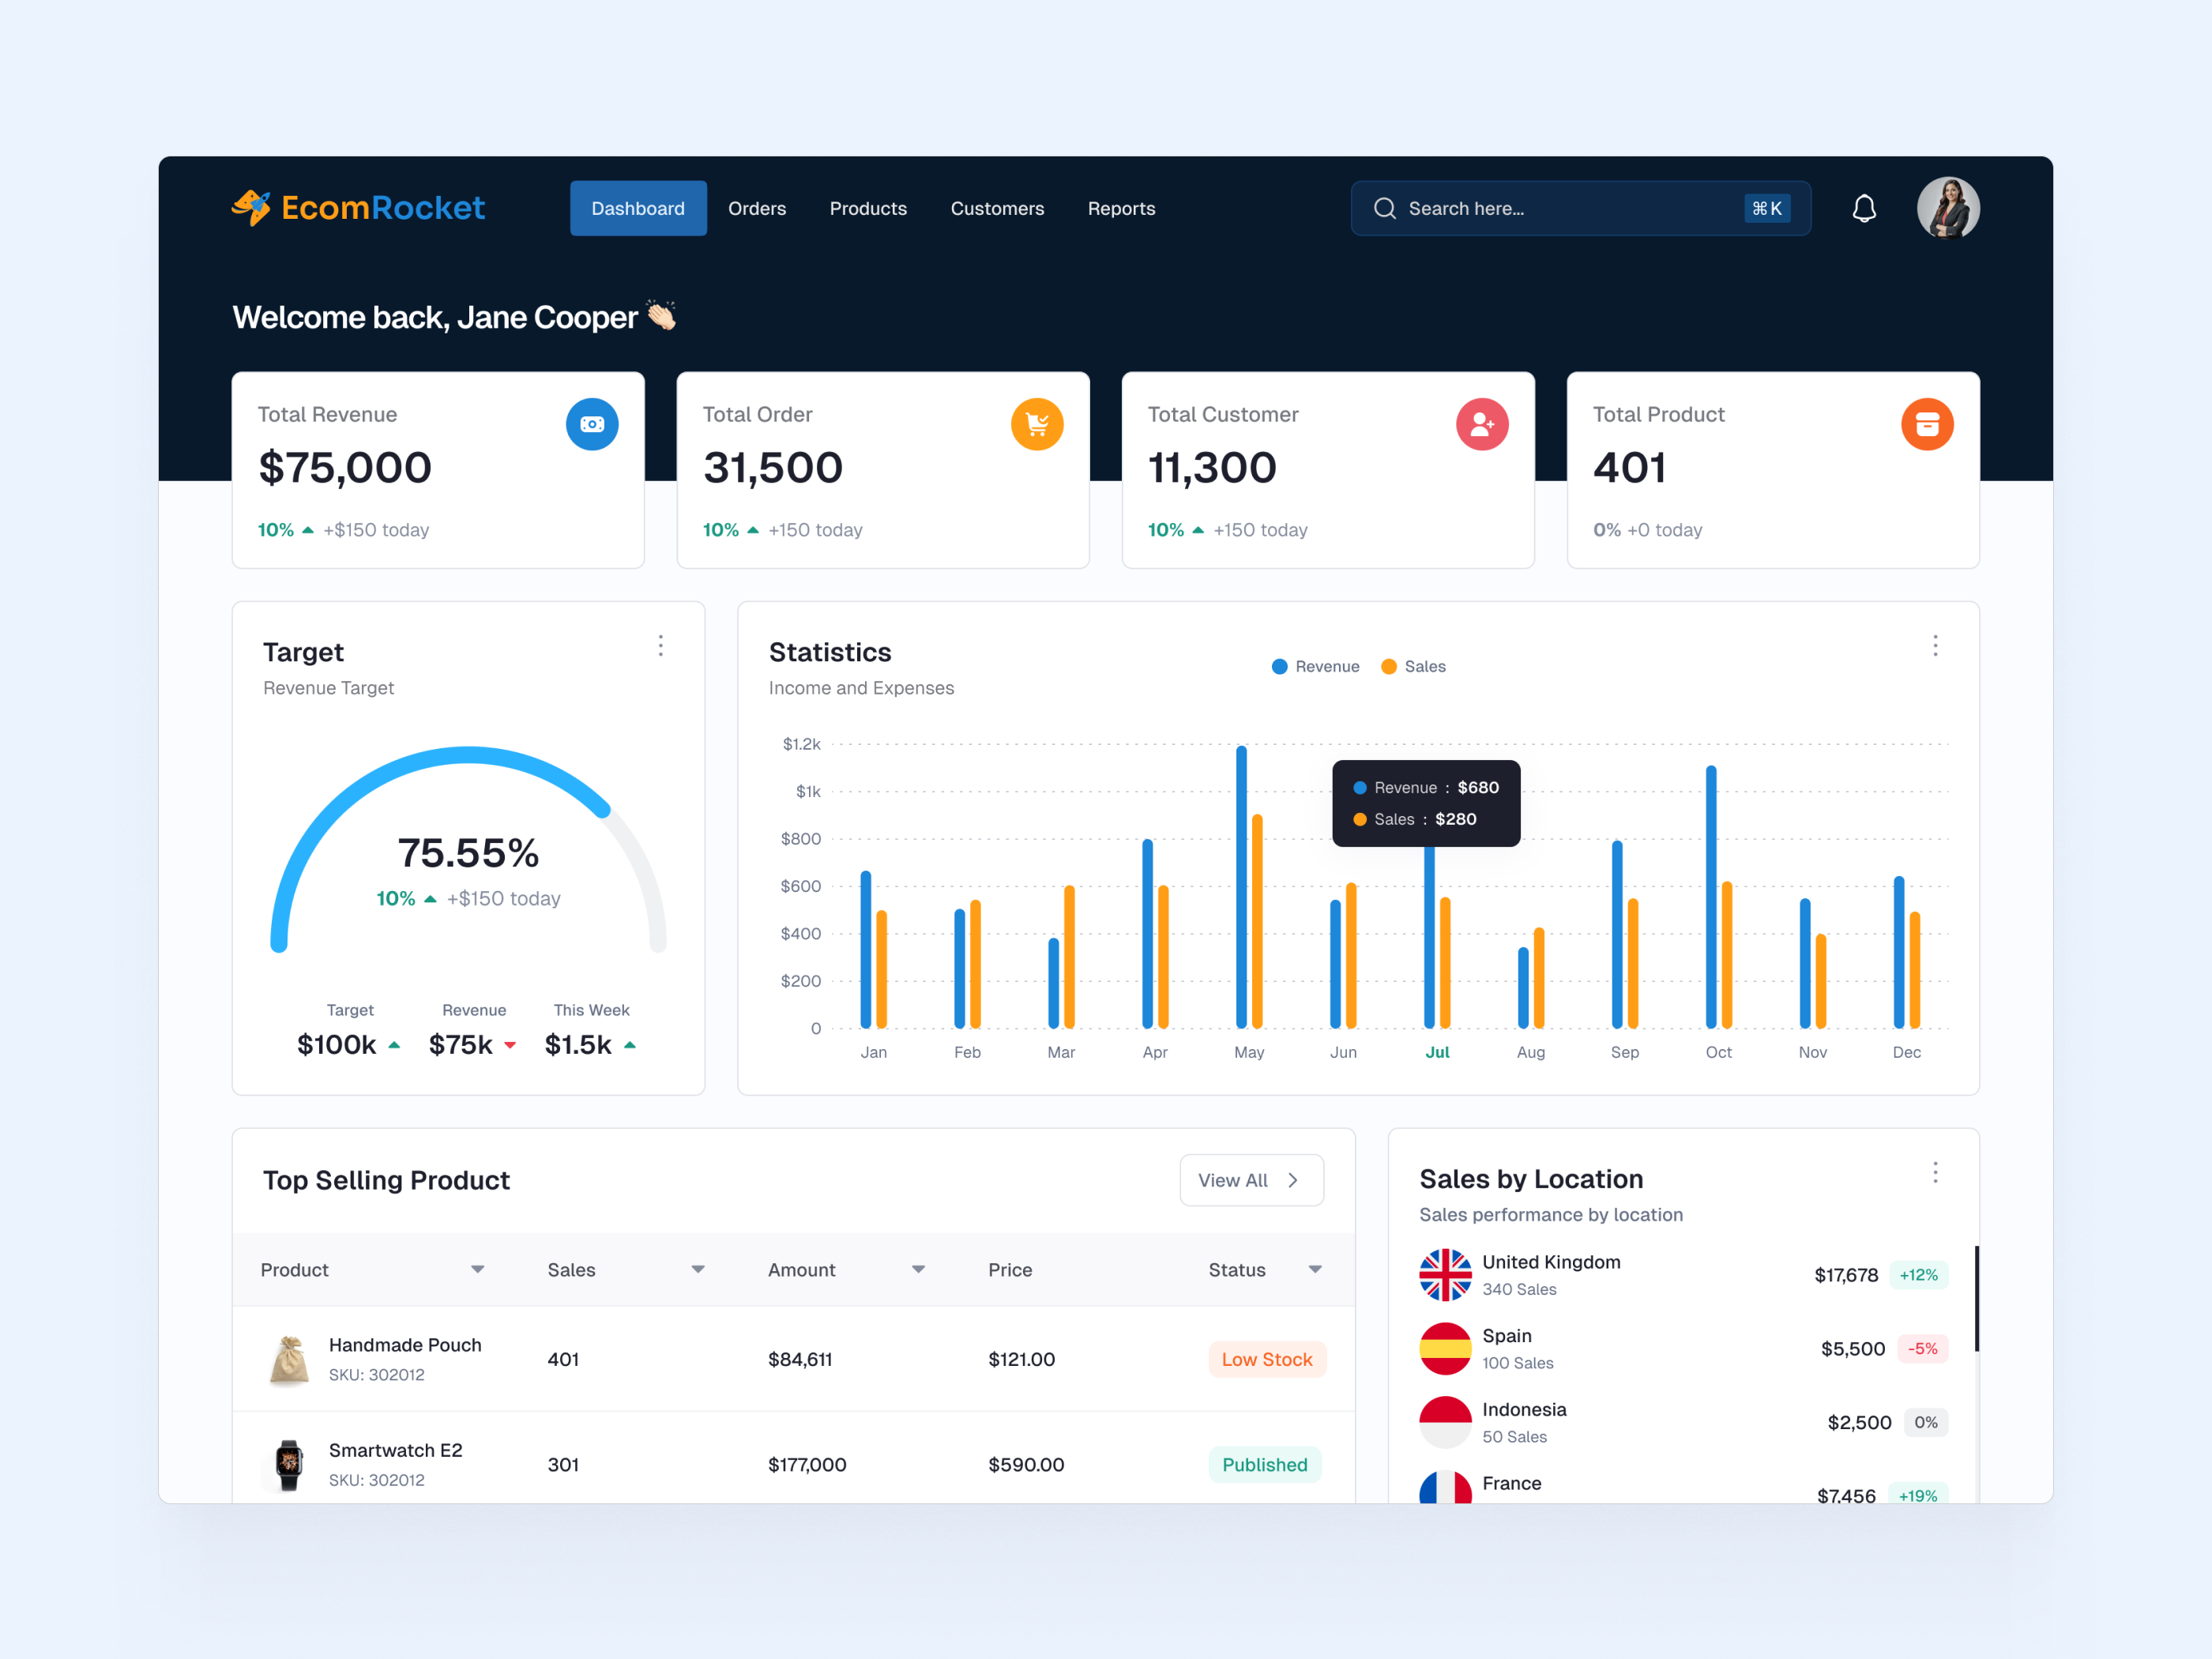 EcomRocket
Dashboard
Orders
Products
Customers
Reports
Search here...
⌘K
Welcome back, Jane Cooper 👏🏻
Total Revenue
$75,000
10% +$150 today
Total Order
31,500
10% +150 today
Total Customer
11,300
10% +150 today
Total Product
401
0% +0 today
Target
Revenue Target
75.55%
10% +$150 today
Target
$100k
Revenue
$75k
This Week
$1.5k
Statistics
Income and Expenses
Revenue
Sales
$1.2k
$1k
$800
$600
$400
$200
0
Revenue : $680
Sales : $280
Jan
Feb
Mar
Apr
May
Jun
Jul
Aug
Sep
Oct
Nov
Dec
Top Selling Product
View All
Product
Sales
Amount
Price
Status
Handmade Pouch
SKU: 302012
401
$84,611
$121.00
Low Stock
Smartwatch E2
SKU: 302012
301
$177,000
$590.00
Published
Sales by Location
Sales performance by location
United Kingdom
340 Sales
$17,678
+12%
Spain
100 Sales
$5,500
-5%
Indonesia
50 Sales
$2,500
0%
France
$7,456
+19%